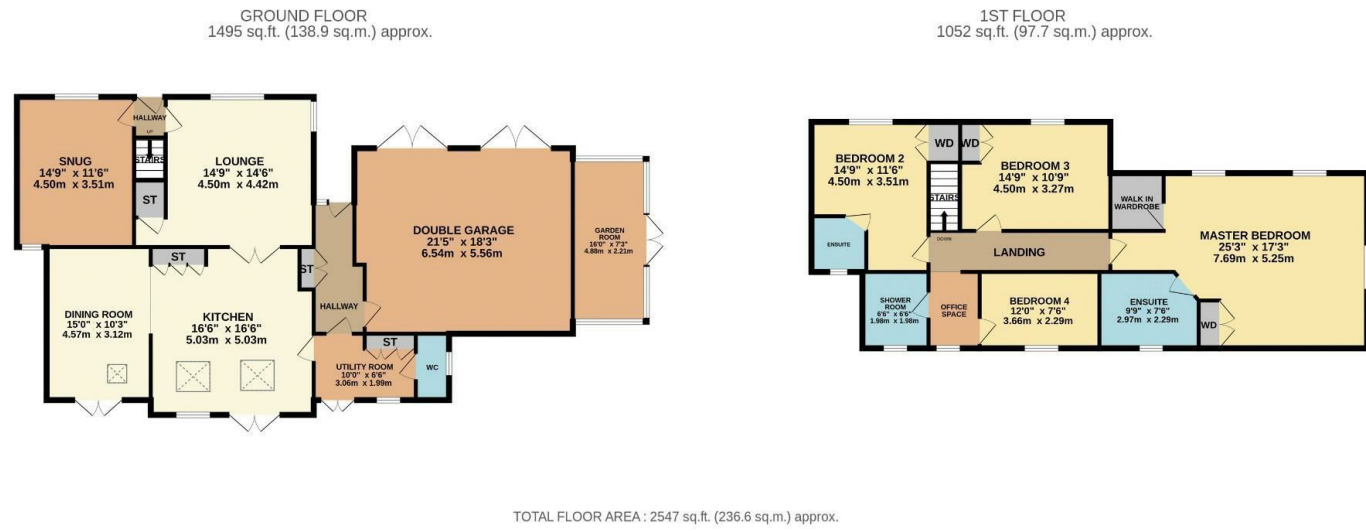 GROUND FLOOR
1495 sq.ft. (138.9 sq.m.) approx.
HALLWAY
UP
SNUG
14'9" x 11'6"
4.50m x 3.51m
STAIRS
ST
LOUNGE
14'9" x 14'6"
4.50m x 4.42m
DOUBLE GARAGE
21'5" x 18'3"
6.54m x 5.56m
GARDEN
ROOM
16'0" x 7'3"
4.88m x 2.21m
ST
ST
HALLWAY
DINING ROOM
15'0" x 10'3"
4.57m x 3.12m
KITCHEN
16'6" x 16'6"
5.03m x 5.03m
ST
UTILITY ROOM
10'0" x 6'6"
3.06m x 1.99m
WC
1ST FLOOR
1052 sq.ft. (97.7 sq.m.) approx.
BEDROOM 2
14'9" x 11'6"
4.50m x 3.51m
WD
WD
BEDROOM 3
14'9" x 10'9"
4.50m x 3.27m
STAIRS
DOWN
WALK IN
WARDROBE
MASTER BEDROOM
25'3" x 17'3"
7.69m x 5.25m
ENSUITE
LANDING
SHOWER
ROOM
6'6" x 6'6"
1.98m x 1.98m
OFFICE
SPACE
BEDROOM 4
12'0" x 7'6"
3.66m x 2.29m
ENSUITE
9'9" x 7'6"
2.97m x 2.29m
WD
TOTAL FLOOR AREA : 2547 sq.ft. (236.6 sq.m.) approx.